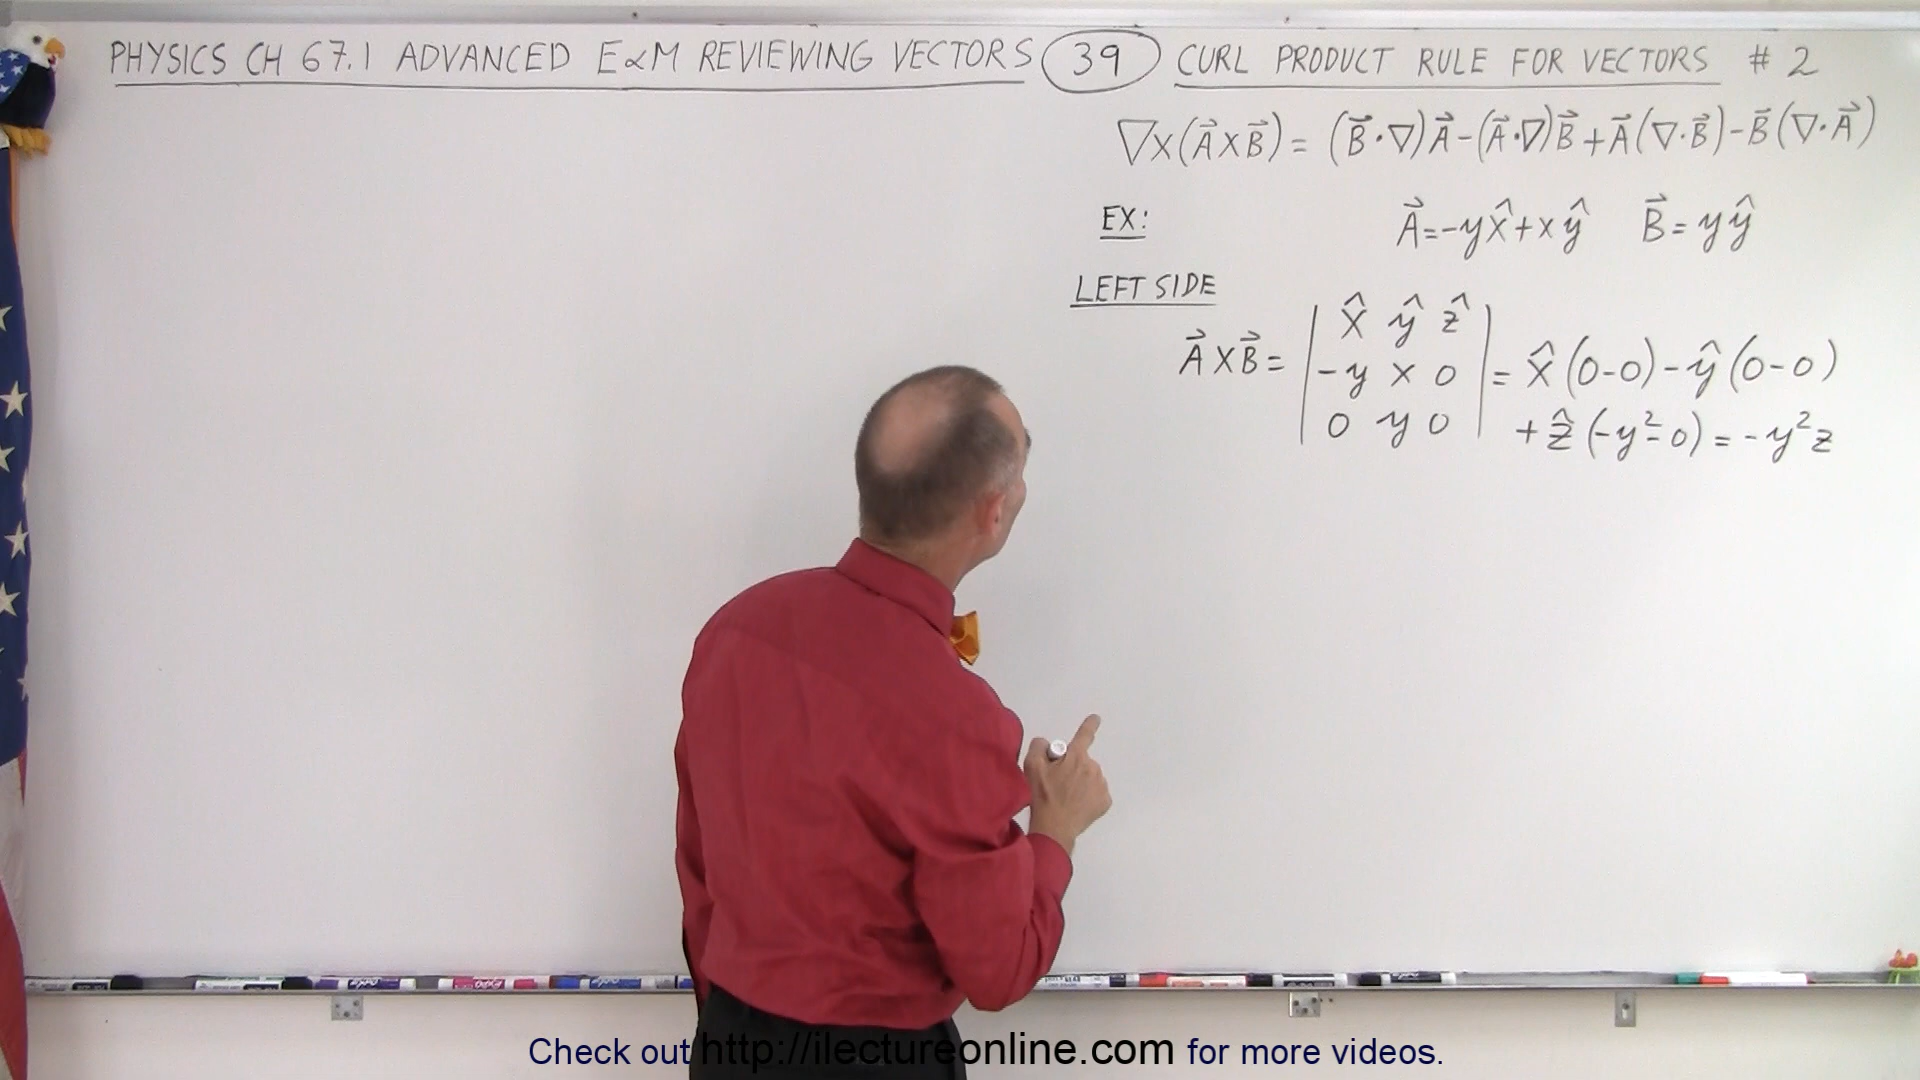 PHYSICS CH 67.1 ADVANCED E&M REVIEWING VECTORS 39 CURL PRODUCT RULE FOR VECTORS # 2
∇×(A⃗×B⃗) = (B⃗·∇)A⃗-(A⃗·∇)B⃗+A⃗(∇·B⃗)-B⃗(∇·A⃗)
EX: A⃗=-yx̂+xŷ B⃗=yŷ
LEFT SIDE
A⃗×B⃗ = | x̂ ŷ ẑ
-y x 0
0 y 0 | = x̂(0-0)-ŷ(0-0)
+ẑ(-y²-0) = -y²z
Check out http://ilectureonline.com for more videos.